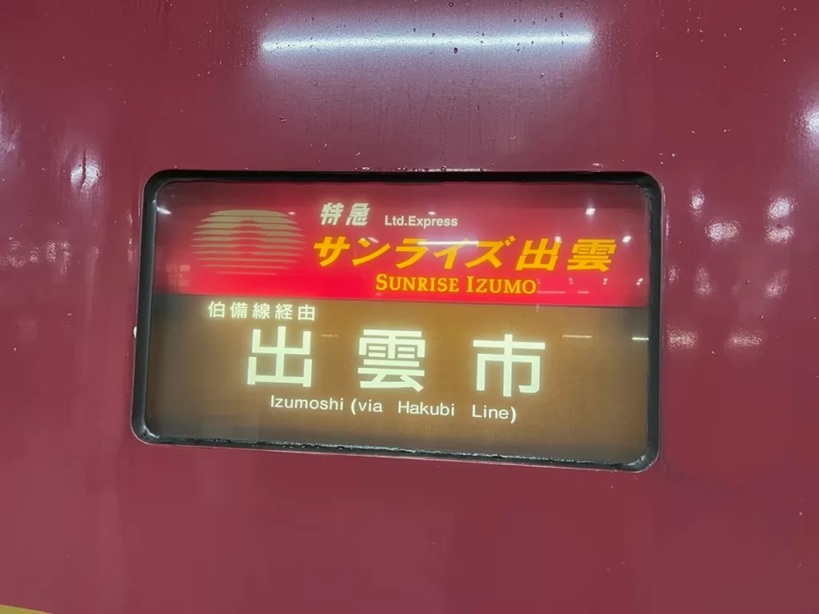 特急 Ltd.Express
サンライズ出雲
SUNRISE IZUMO
伯備線経由
出雲市
Izumoshi (via Hakubi Line)